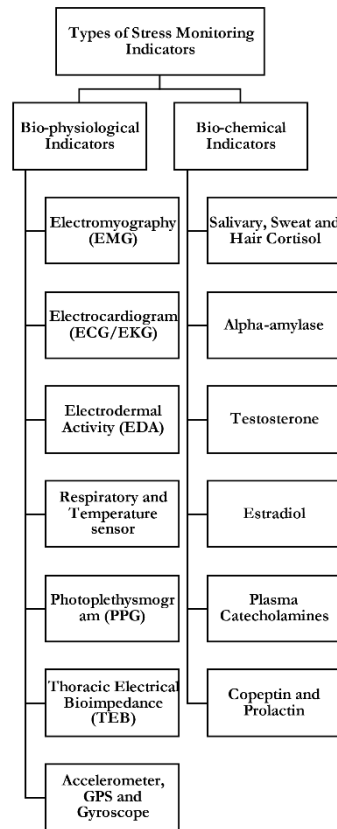 Types of Stress Monitoring
Indicators
Bio-physiological
Indicators
Bio-chemical
Indicators
Electromyography
(EMG)
Electrocardiogram
(ECG/EKG)
Electrodermal
Activity (EDA)
Respiratory and
Temperature
sensor
Photoplethysmogr
am (PPG)
Thoracic Electrical
Bioimpedance
(TEB)
Accelerometer,
GPS and
Gyroscope
Salivary, Sweat and
Hair Cortisol
Alpha-amylase
Testosterone
Estradiol
Plasma
Catecholamines
Copeptin and
Prolactin